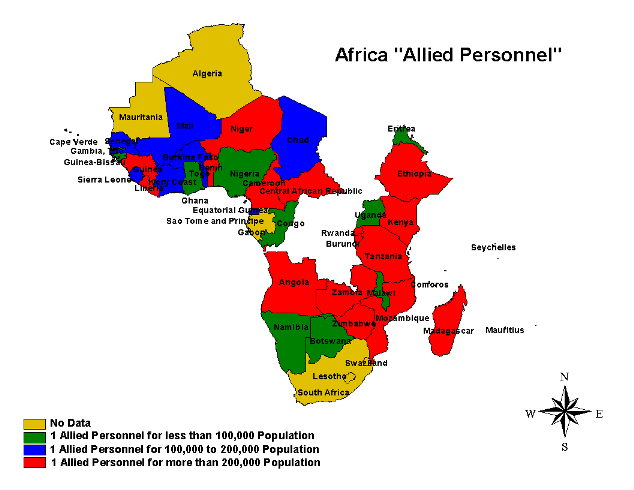 Africa "Allied Personnel"
Algeria
Mauritania
Mali
Niger
Chad
Eritrea
Cape Verde
Senegal
Gambia,
Guinea-Bissau
Burkina Faso
Guinea
Benin
Nigeria
Togo
Ethiopia
Sierra Leone
Ivory Coast
Liberia
Cameroon
Central African Republic
Ghana
Equatorial Guinea
Sao Tome and Principe
Gabon
Congo
Uganda
Kenya
Rwanda
Burundi
Tanzania
Seychelles
Angola
Comforos
Zambia
Malawi
Mozambique
Namibia
Zimbabwe
Madagascar
Maufitius
Botswana
Swaziland
Lesotho
South Africa
N
W
E
S
No Data
1 Allied Personnel for less than 100,000 Population
1 Allied Personnel for 100,000 to 200,000 Population
1 Allied Personnel for more than 200,000 Population